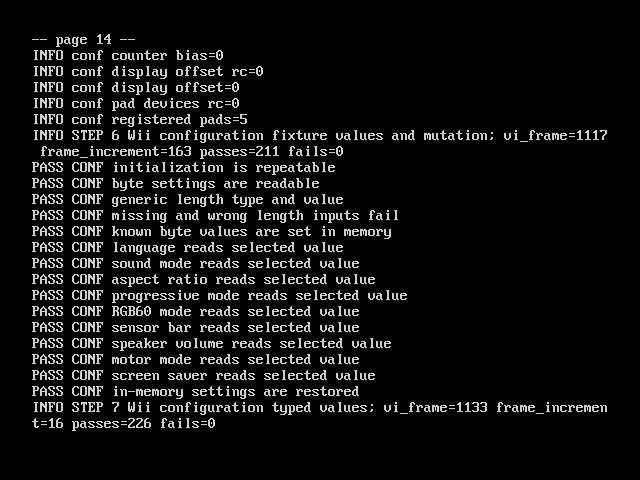 -- page 14 --
INFO conf counter bias=0
INFO conf display offset rc=0
INFO conf display offset=0
INFO conf pad devices rc=0
INFO conf registered pads=5
INFO STEP 6 Wii configuration fixture values and mutation; vi_frame=1117
 frame_increment=163 passes=211 fails=0
PASS CONF initialization is repeatable
PASS CONF byte settings are readable
PASS CONF generic length type and value
PASS CONF missing and wrong length inputs fail
PASS CONF known byte values are set in memory
PASS CONF language reads selected value
PASS CONF sound mode reads selected value
PASS CONF aspect ratio reads selected value
PASS CONF progressive mode reads selected value
PASS CONF RGB60 mode reads selected value
PASS CONF sensor bar reads selected value
PASS CONF speaker volume reads selected value
PASS CONF motor mode reads selected value
PASS CONF screen saver reads selected value
PASS CONF in-memory settings are restored
INFO STEP 7 Wii configuration typed values; vi_frame=1133 frame_incremen
t=16 passes=226 fails=0